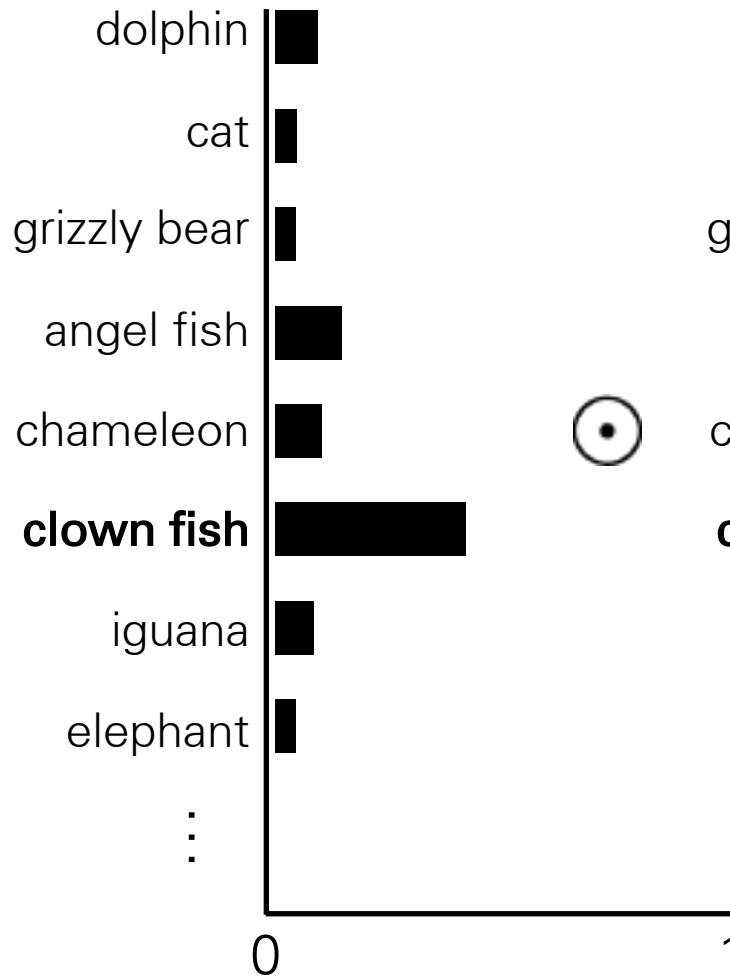 dolphin
cat
grizzly bear
angel fish
chameleon
clown fish
iguana
elephant
⋮
0